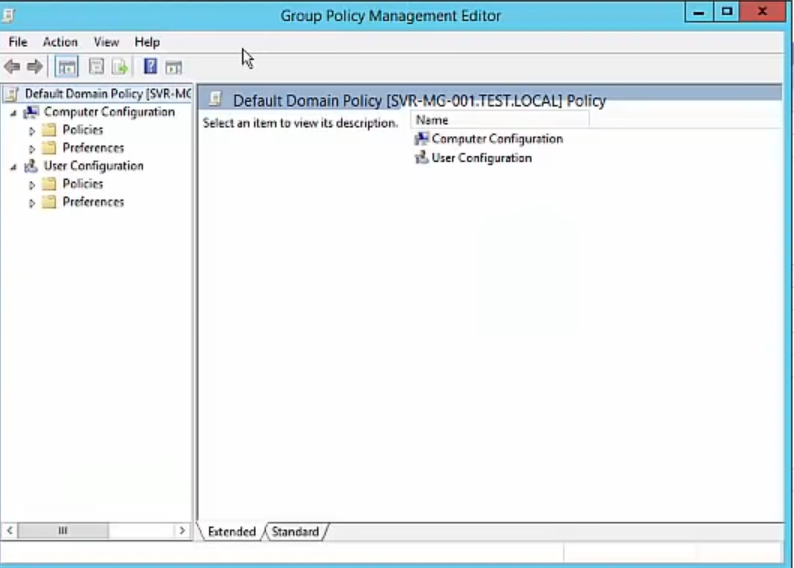 Group Policy Management Editor
File Action View Help
Default Domain Policy [SVR-MG
Computer Configuration
Policies
Preferences
User Configuration
Policies
Preferences
Default Domain Policy [SVR-MG-001.TEST.LOCAL] Policy
Select an item to view its description.
Name
Computer Configuration
User Configuration
Extended Standard